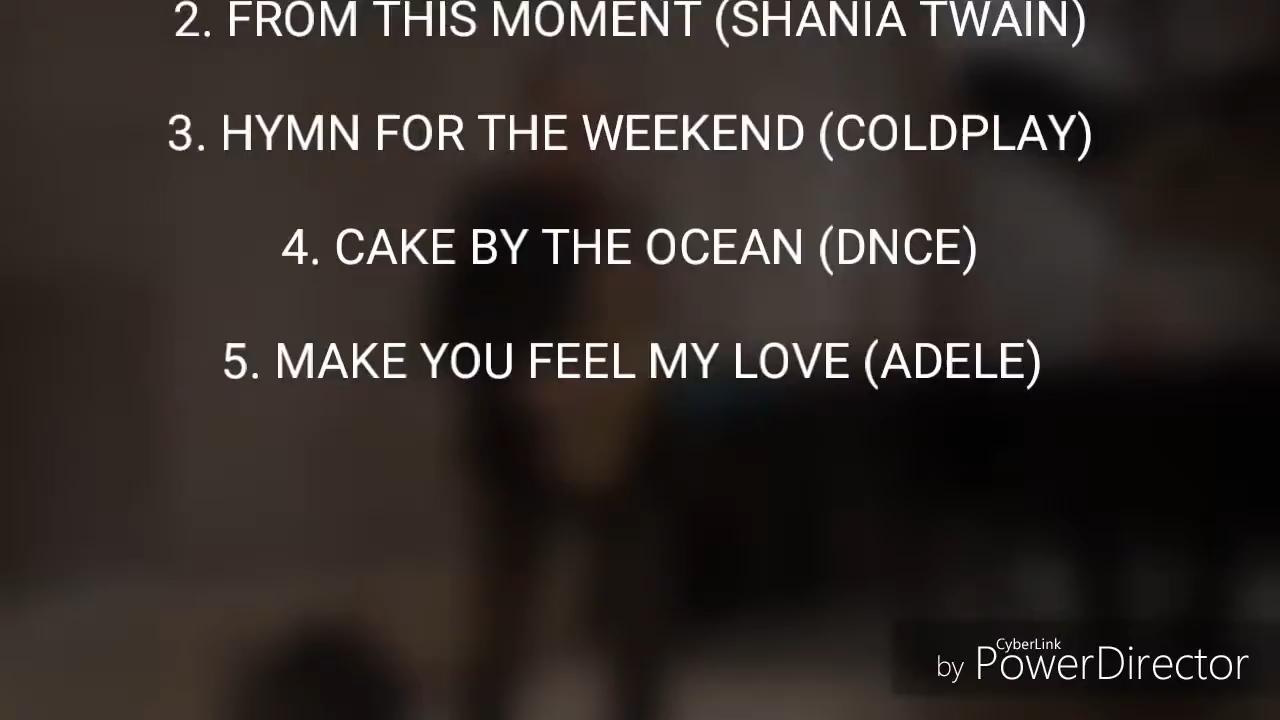 2. FROM THIS MOMENT (SHANIA TWAIN)
3. HYMN FOR THE WEEKEND (COLDPLAY)
4. CAKE BY THE OCEAN (DNCE)
5. MAKE YOU FEEL MY LOVE (ADELE)
CyberLink
by PowerDirector